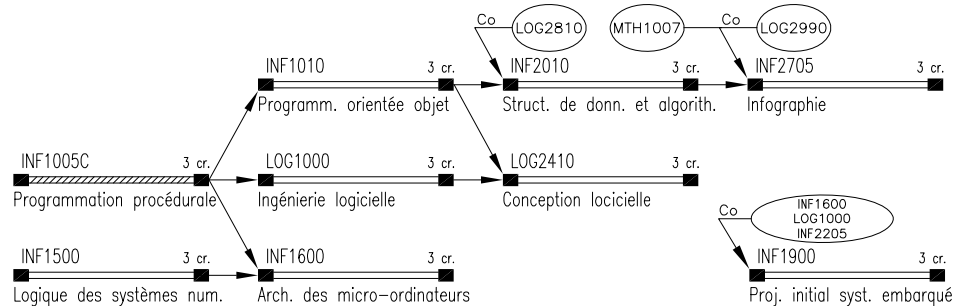 Co
LOG2810
MTH1007
Co
LOG2990
INF1010
3 cr.
Programm. orientée objet
INF2010
3 cr.
Struct. de donn. et algorith.
INF2705
3 cr.
Infographie
INF1005C
3 cr.
Programmation procédurale
LOG1000
3 cr.
Ingénierie logicielle
LOG2410
3 cr.
Conception locicielle
Co
INF1600
LOG1000
INF2205
INF1500
3 cr.
Logique des systèmes num.
INF1600
3 cr.
Arch. des micro-ordinateurs
INF1900
3 cr.
Proj. initial syst. embarqué